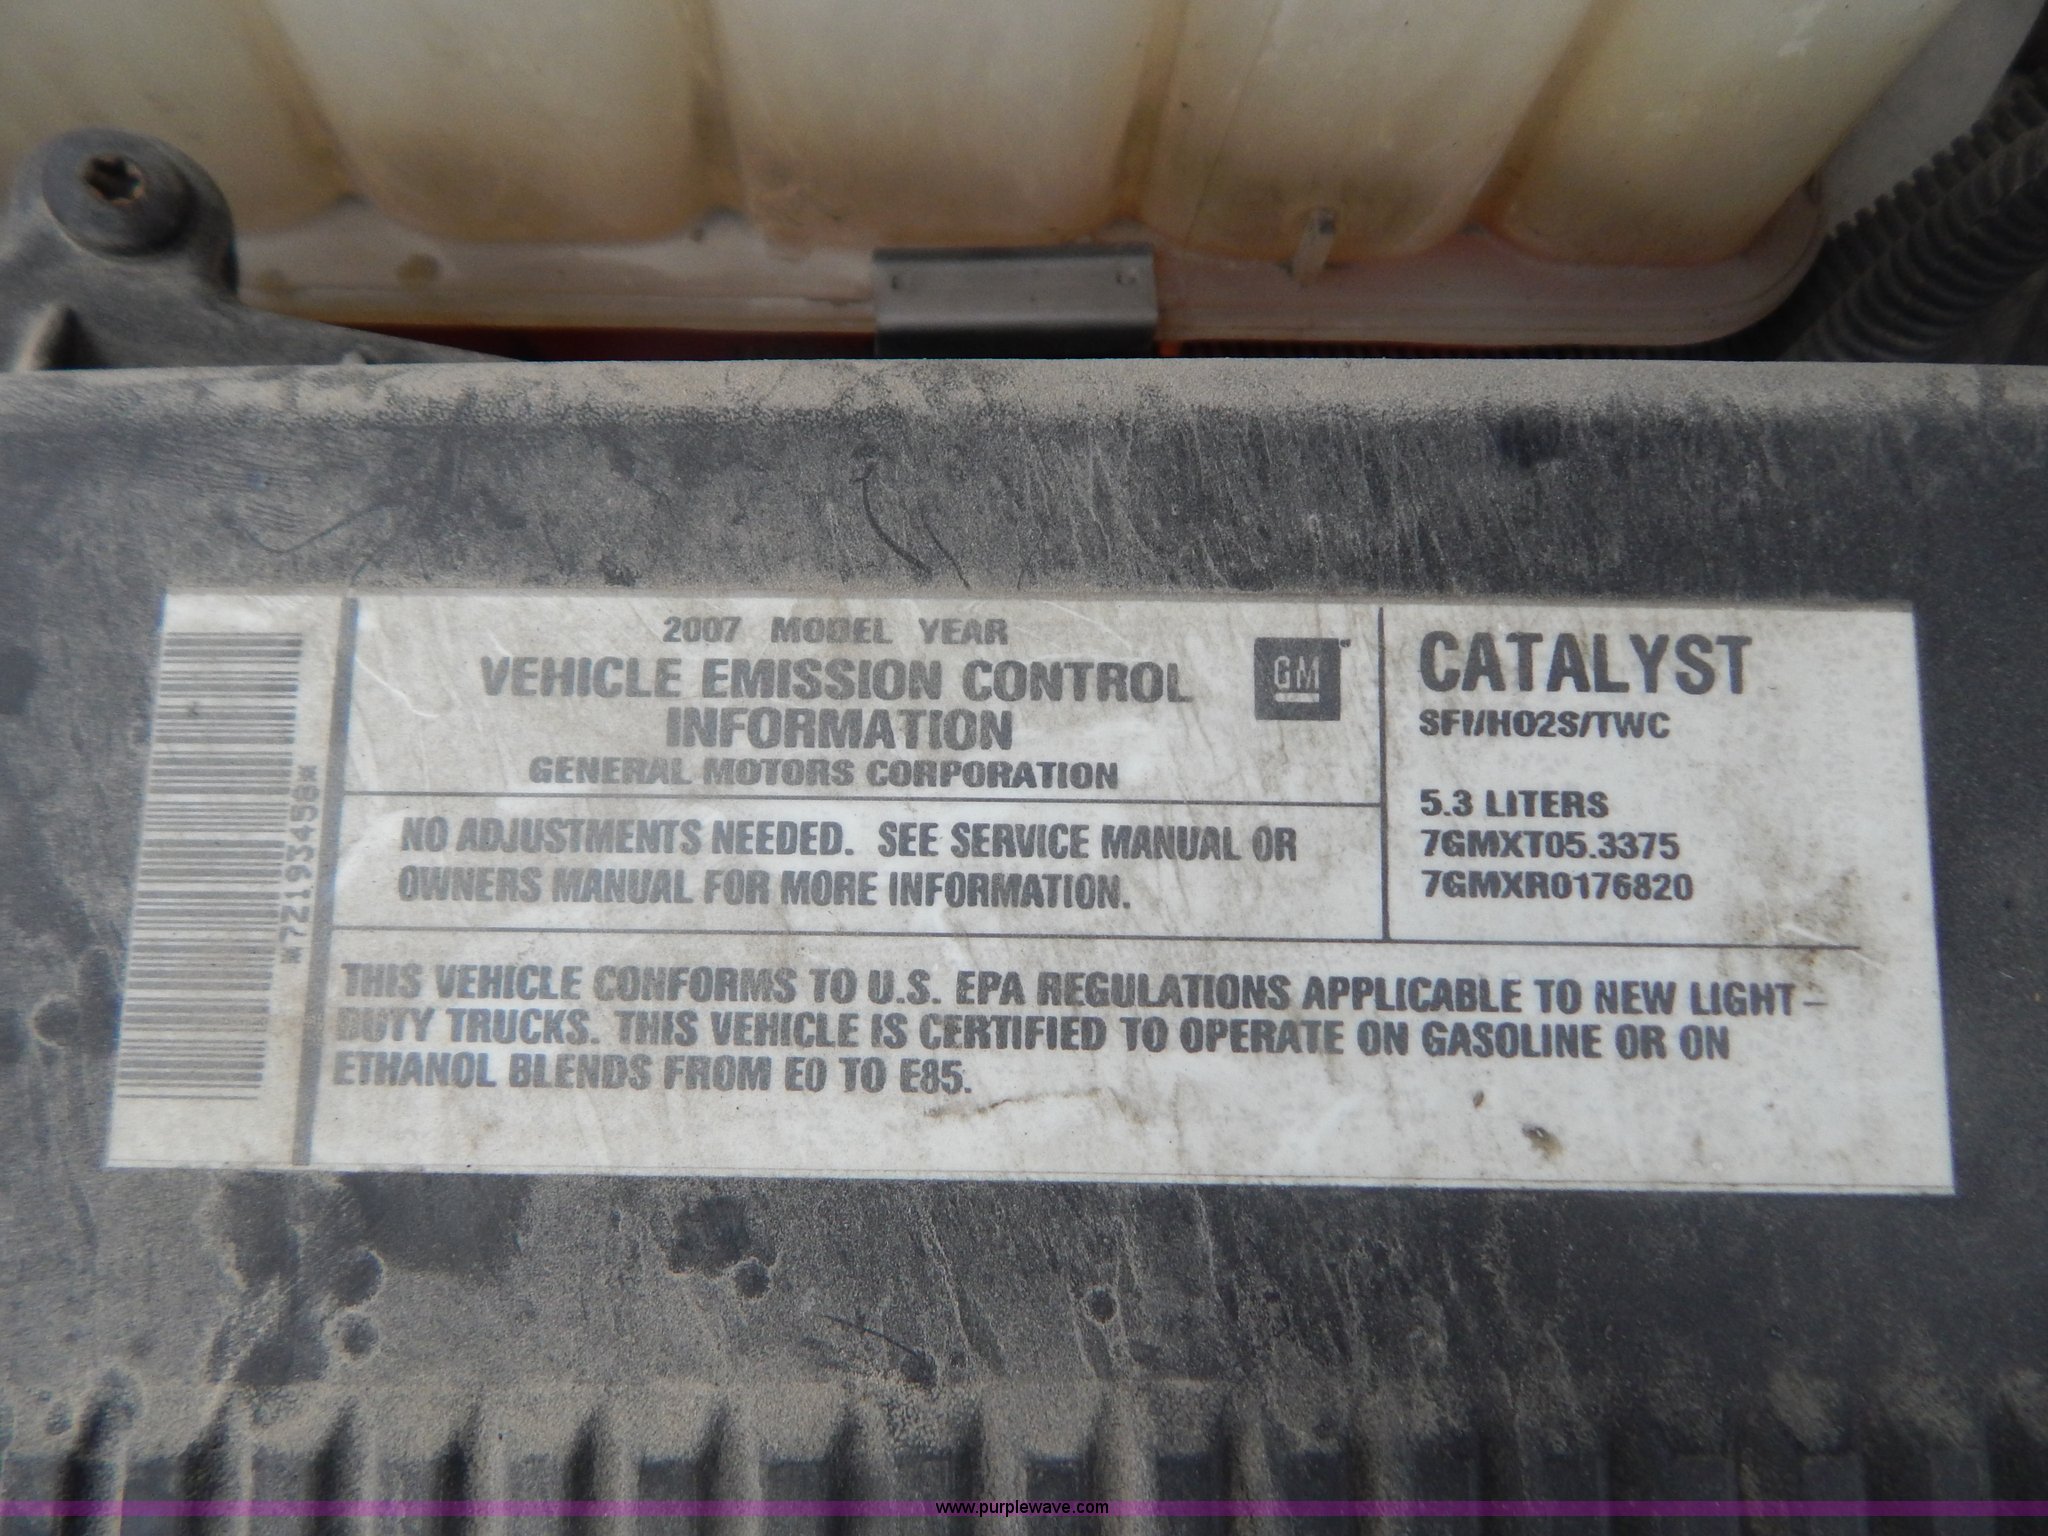 2007 MODEL YEAR
VEHICLE EMISSION CONTROL
INFORMATION
GENERAL MOTORS CORPORATION
GM
NO ADJUSTMENTS NEEDED. SEE SERVICE MANUAL OR
OWNERS MANUAL FOR MORE INFORMATION.
CATALYST
SFI/HO2S/TWC
5.3 LITERS
7GMXT05.3375
7GMXR0176820
THIS VEHICLE CONFORMS TO U.S. EPA REGULATIONS APPLICABLE TO NEW LIGHT-
DUTY TRUCKS. THIS VEHICLE IS CERTIFIED TO OPERATE ON GASOLINE OR ON
ETHANOL BLENDS FROM E0 TO E85.
*72193458*
www.purplewave.com